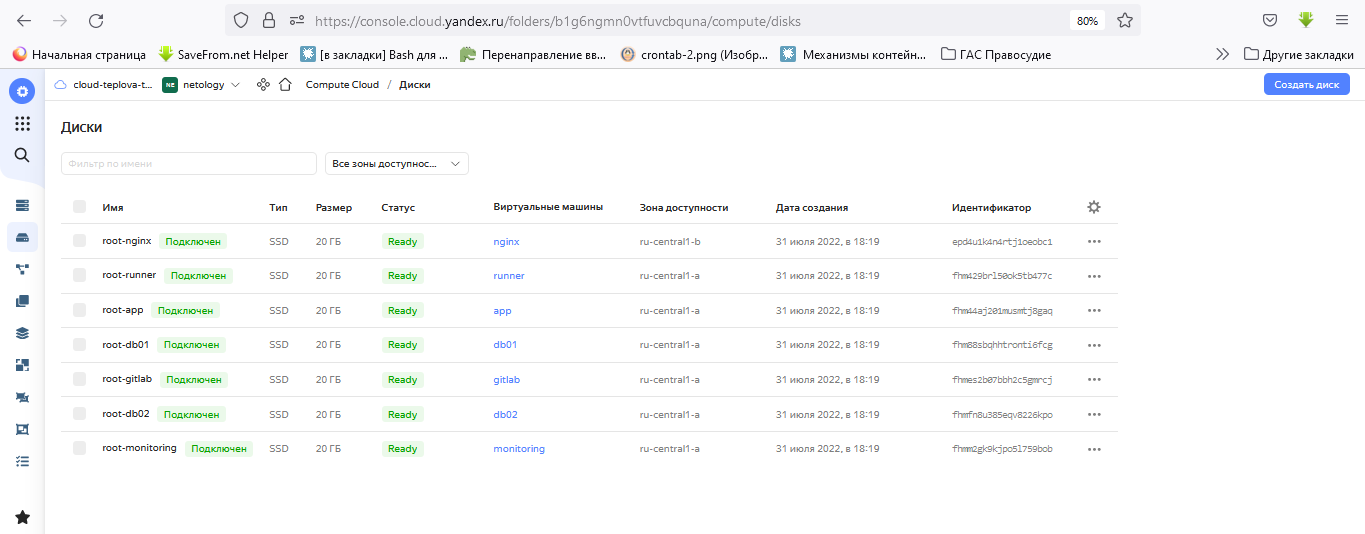 https://console.cloud.yandex.ru/folders/b1g6ngmn0vtfuvcbquna/compute/disks 80%
Начальная страница SaveFrom.net Helper [в закладки] Bash для ... Перенаправление вв... crontab-2.png (Изобр... Механизмы контейн... ГАС Правосудие Другие закладки
cloud-teplova-t... NE netology Compute Cloud / Диски Создать диск
Диски
Фильтр по имени Все зоны доступнос...
Имя Тип Размер Статус Виртуальные машины Зона доступности Дата создания Идентификатор
root-nginx Подключен SSD 20 ГБ Ready nginx ru-central1-b 31 июля 2022, в 18:19 epd4u1k4n4rtj1oeobc1
root-runner Подключен SSD 20 ГБ Ready runner ru-central1-a 31 июля 2022, в 18:19 fhm429brl50ok5tb477c
root-app Подключен SSD 20 ГБ Ready app ru-central1-a 31 июля 2022, в 18:19 fhm44aj201musmtj8gaq
root-db01 Подключен SSD 20 ГБ Ready db01 ru-central1-a 31 июля 2022, в 18:19 fhm88sbqhhtronti6fcg
root-gitlab Подключен SSD 20 ГБ Ready gitlab ru-central1-a 31 июля 2022, в 18:19 fhmes2b07bbh2c5gmrcj
root-db02 Подключен SSD 20 ГБ Ready db02 ru-central1-a 31 июля 2022, в 18:19 fhmfn8u385eqv8226kpo
root-monitoring Подключен SSD 20 ГБ Ready monitoring ru-central1-a 31 июля 2022, в 18:19 fhmm2gk9kjpo5l759bob